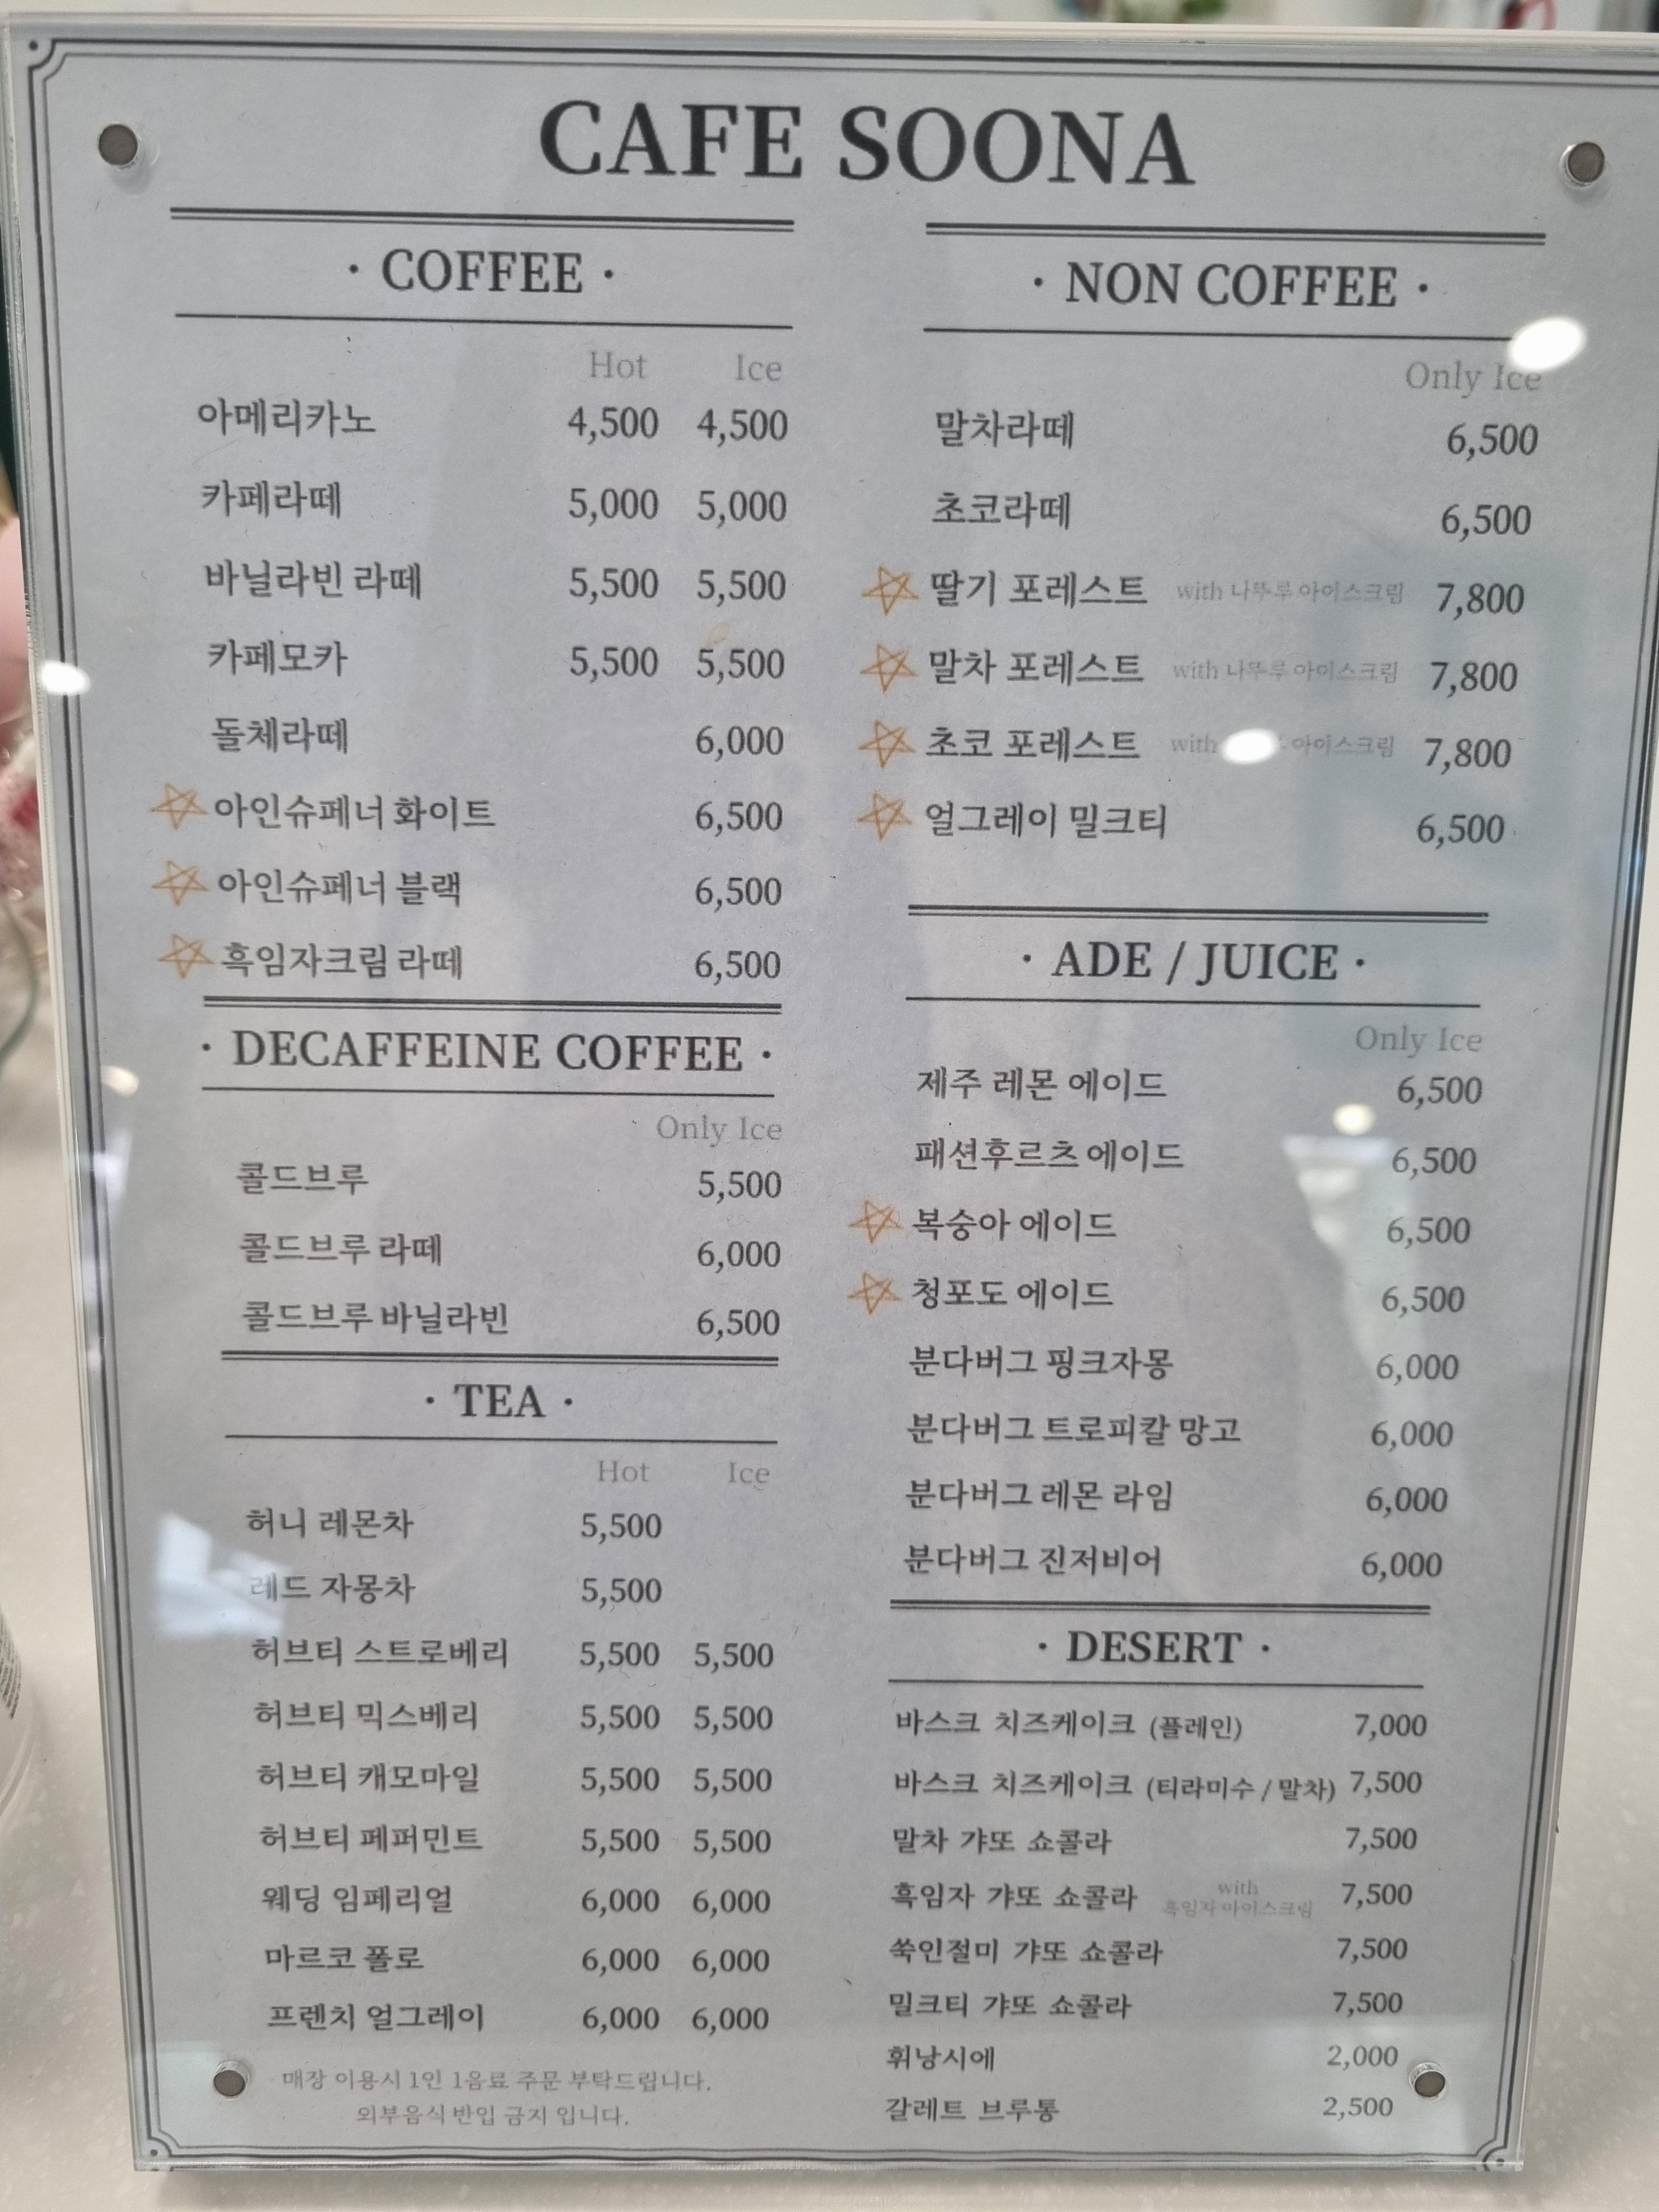 CAFE SOONA
· COFFEE ·
Hot Ice
아메리카노 4,500 4,500
카페라떼 5,000 5,000
바닐라빈 라떼 5,500 5,500
카페모카 5,500 5,500
돌체라떼 6,000
아인슈페너 화이트 6,500
아인슈페너 블랙 6,500
흑임자크림 라떼 6,500
· DECAFFEINE COFFEE ·
Only Ice
콜드브루 5,500
콜드브루 라떼 6,000
콜드브루 바닐라빈 6,500
· TEA ·
Hot Ice
허니 레몬차 5,500
레드 자몽차 5,500
허브티 스트로베리 5,500 5,500
허브티 믹스베리 5,500 5,500
허브티 캐모마일 5,500 5,500
허브티 페퍼민트 5,500 5,500
웨딩 임페리얼 6,000 6,000
마르코 폴로 6,000 6,000
프렌치 얼그레이 6,000 6,000
매장 이용시 1인 1음료 주문 부탁드립니다.
외부음식 반입 금지 입니다.
· NON COFFEE ·
Only Ice
말차라떼 6,500
초코라떼 6,500
딸기 포레스트 with 나뚜루 아이스크림 7,800
말차 포레스트 with 나뚜루 아이스크림 7,800
초코 포레스트 with 아이스크림 7,800
얼그레이 밀크티 6,500
· ADE / JUICE ·
Only Ice
제주 레몬 에이드 6,500
패션후르츠 에이드 6,500
복숭아 에이드 6,500
청포도 에이드 6,500
분다버그 핑크자몽 6,000
분다버그 트로피칼 망고 6,000
분다버그 레몬 라임 6,000
분다버그 진저비어 6,000
· DESERT ·
바스크 치즈케이크 (플레인) 7,000
바스크 치즈케이크 (티라미수 / 말차) 7,500
말차 갸또 쇼콜라 7,500
흑임자 갸또 쇼콜라 with 흑임자 아이스크림 7,500
쑥인절미 갸또 쇼콜라 7,500
밀크티 갸또 쇼콜라 7,500
휘낭시에 2,000
갈레트 브루통 2,500